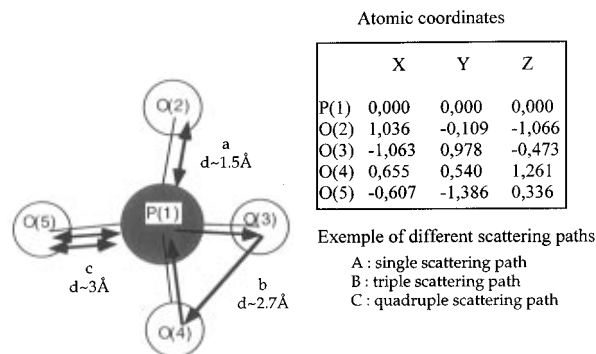 Atomic coordinates
X Y Z
P(1) 0,000 0,000 0,000
O(2) 1,036 -0,109 -1,066
O(3) -1,063 0,978 -0,473
O(4) 0,655 0,540 1,261
O(5) -0,607 -1,386 0,336
O(2)
a
d~1.5Å
P(1)
O(3)
O(5)
c
d~3Å
b
d~2.7Å
O(4)
Exemple of different scattering paths
A : single scattering path
B : triple scattering path
C : quadruple scattering path